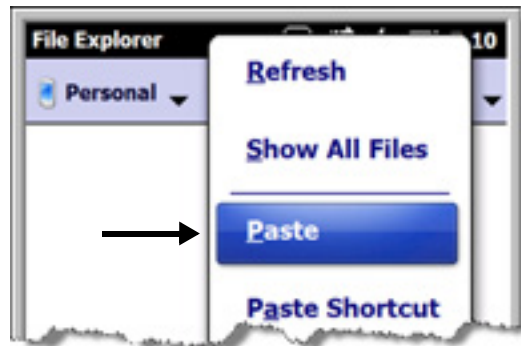 File Explorer 10
Personal
Refresh
Show All Files
Paste
Paste Shortcut